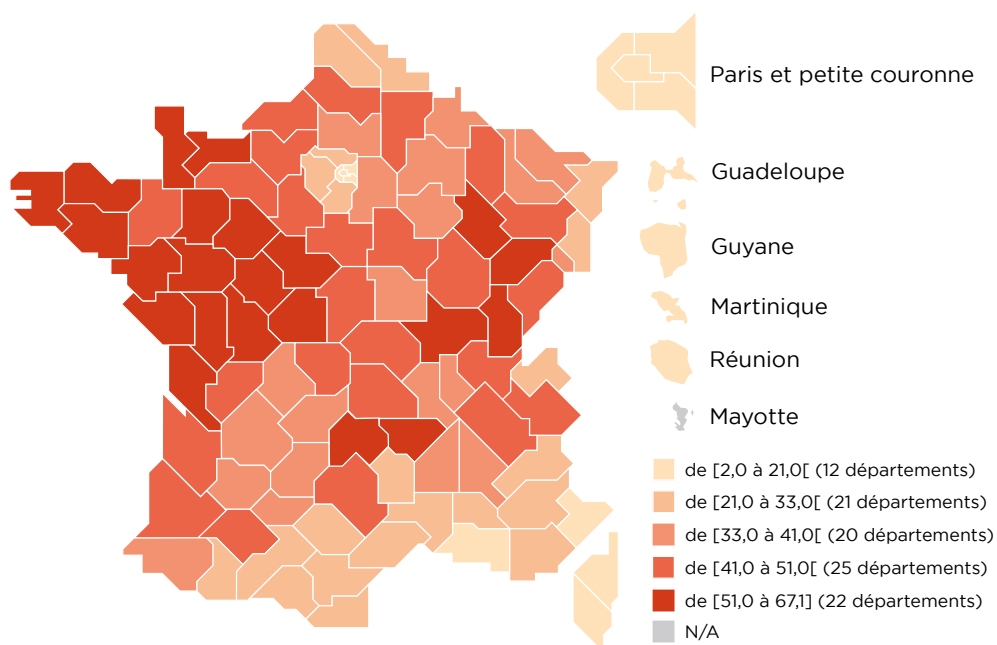 Paris et petite couronne
Guadeloupe
Guyane
Martinique
Réunion
Mayotte
de [2,0 à 21,0[ (12 départements)
de [21,0 à 33,0[ (21 départements)
de [33,0 à 41,0[ (20 départements)
de [41,0 à 51,0[ (25 départements)
de [51,0 à 67,1] (22 départements)
N/A